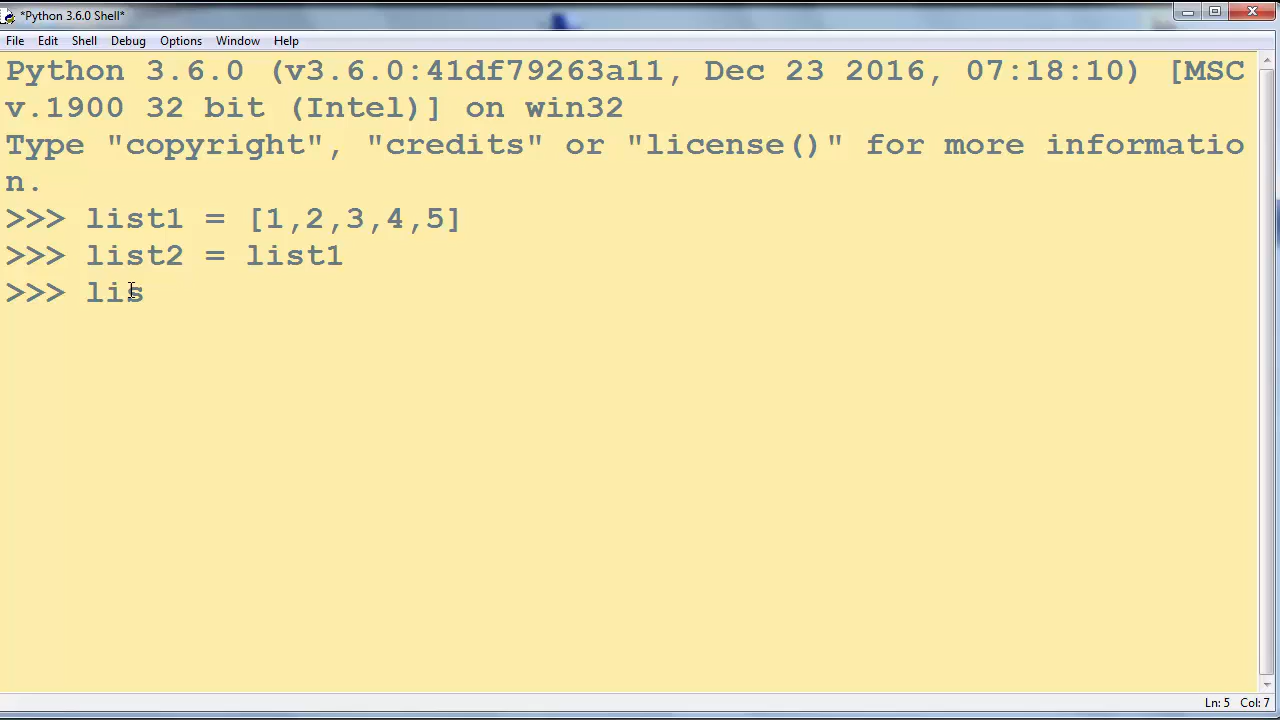 *Python 3.6.0 Shell*
File Edit Shell Debug Options Window Help
Python 3.6.0 (v3.6.0:41df79263a11, Dec 23 2016, 07:18:10) [MSC
v.1900 32 bit (Intel)] on win32
Type "copyright", "credits" or "license()" for more informatio
n.
>>> list1 = [1,2,3,4,5]
>>> list2 = list1
>>> lis
Ln: 5 Col: 7